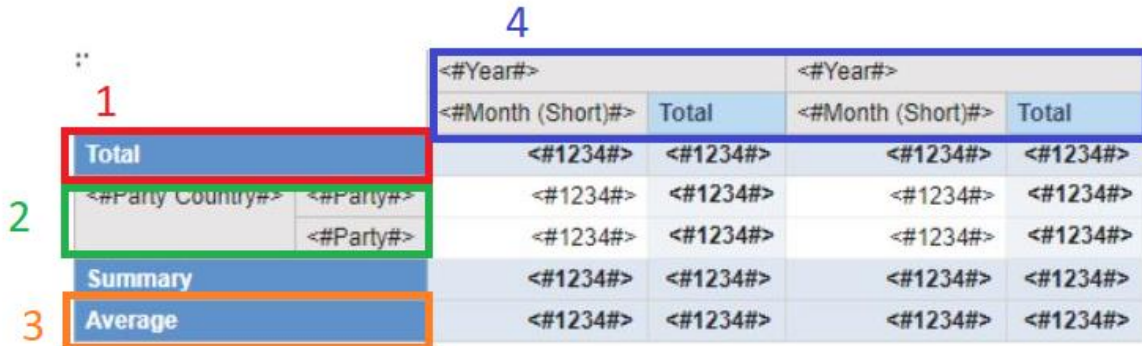 4
<#Year#> <#Year#>
1 <#Month (Short)#> Total <#Month (Short)#> Total
Total <#1234#> <#1234#> <#1234#> <#1234#>
2 <#Party Country#> <#Party#> <#1234#> <#1234#> <#1234#> <#1234#>
<#Party#> <#1234#> <#1234#> <#1234#> <#1234#>
Summary <#1234#> <#1234#> <#1234#> <#1234#>
3 Average <#1234#> <#1234#> <#1234#> <#1234#>